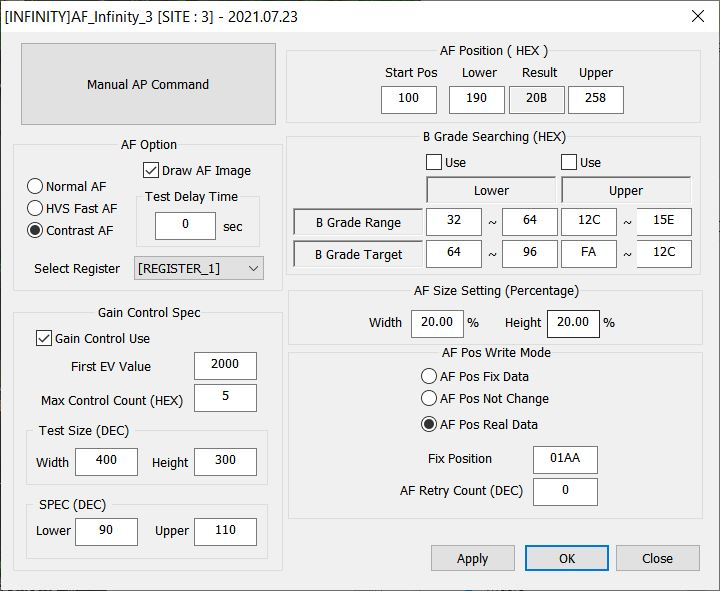 [INFINITY]AF_Infinity_3 [SITE : 3] - 2021.07.23
Manual AP Command
AF Option
Draw AF Image
Normal AF
HVS Fast AF
Contrast AF
Test Delay Time
0 sec
Select Register [REGISTER_1]
Gain Control Spec
Gain Control Use
First EV Value 2000
Max Control Count (HEX) 5
Test Size (DEC)
Width 400 Height 300
SPEC (DEC)
Lower 90 Upper 110
AF Position ( HEX )
Start Pos Lower Result Upper
100 190 20B 258
B Grade Searching (HEX)
Use Use
Lower Upper
B Grade Range 32 ~ 64 12C ~ 15E
B Grade Target 64 ~ 96 FA ~ 12C
AF Size Setting (Percentage)
Width 20.00 % Height 20.00 %
AF Pos Write Mode
AF Pos Fix Data
AF Pos Not Change
AF Pos Real Data
Fix Position 01AA
AF Retry Count (DEC) 0
Apply OK Close